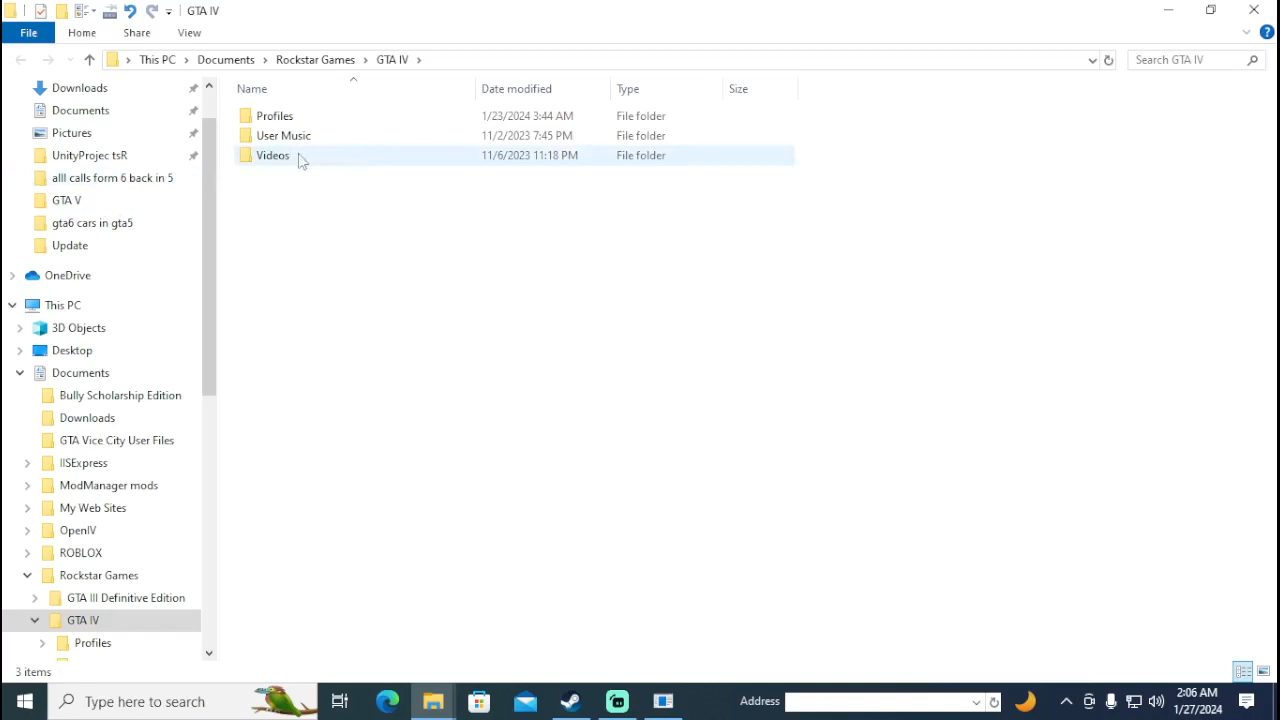 GTA IV
File Home Share View
This PC Documents Rockstar Games GTA IV Search GTA IV
Name Date modified Type Size
Profiles 1/23/2024 3:44 AM File folder
User Music 11/2/2023 7:45 PM File folder
Videos 11/6/2023 11:18 PM File folder
Downloads
Documents
Pictures
UnityProjec tsR
alll calls form 6 back in 5
GTA V
gta6 cars in gta5
Update
OneDrive
This PC
3D Objects
Desktop
Documents
Bully Scholarship Edition
Downloads
GTA Vice City User Files
IISExpress
ModManager mods
My Web Sites
OpenIV
ROBLOX
Rockstar Games
GTA III Definitive Edition
GTA IV
Profiles
3 items
Type here to search Address 2:06 AM
1/27/2024